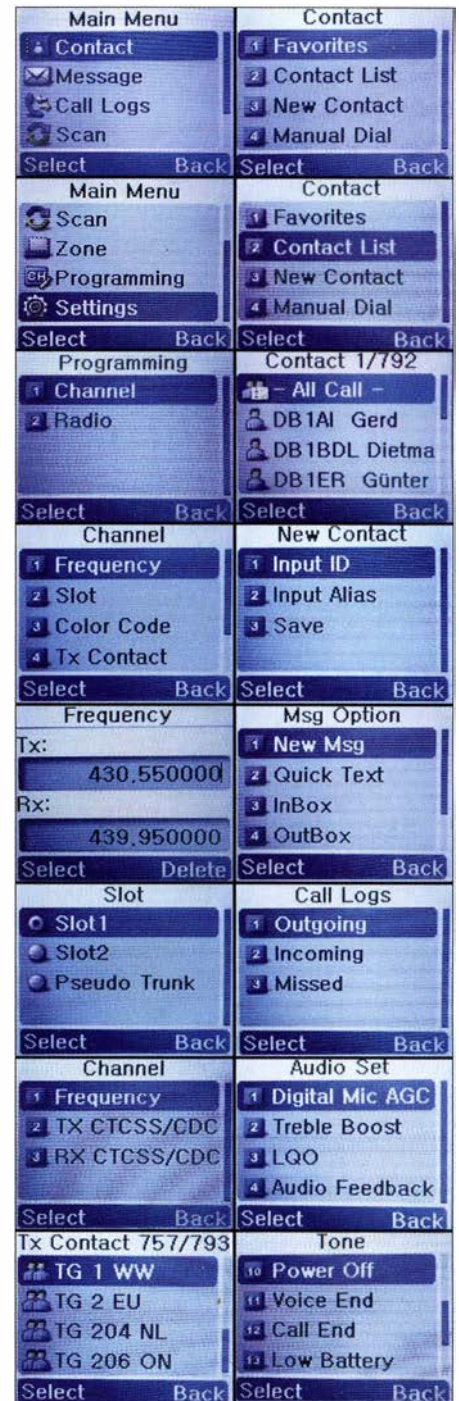 Main Menu
Contact
Message
Call Logs
Scan
Select Back
Contact
1 Favorites
2 Contact List
3 New Contact
4 Manual Dial
Select Back
Main Menu
Scan
Zone
CH Programming
Settings
Select Back
Contact
1 Favorites
2 Contact List
3 New Contact
4 Manual Dial
Select Back
Programming
1 Channel
2 Radio
Select Back
Contact 1/792
– All Call –
DB1AI Gerd
DB1BDL Dietma
DB1ER Günter
Select Back
Channel
1 Frequency
2 Slot
3 Color Code
4 Tx Contact
Select Back
New Contact
1 Input ID
2 Input Alias
3 Save
Select Back
Frequency
Tx:
430.550000
Rx:
439.950000
Select Delete
Msg Option
1 New Msg
2 Quick Text
3 InBox
4 OutBox
Select Back
Slot
Slot1
Slot2
Pseudo Trunk
Select Back
Call Logs
1 Outgoing
2 Incoming
3 Missed
Select Back
Channel
1 Frequency
2 TX CTCSS/CDC
3 RX CTCSS/CDC
Select Back
Audio Set
1 Digital Mic AGC
2 Treble Boost
3 LQO
4 Audio Feedback
Select Back
Tx Contact 757/793
TG 1 WW
TG 2 EU
TG 204 NL
TG 206 ON
Select Back
Tone
10 Power Off
11 Voice End
12 Call End
13 Low Battery
Select Back